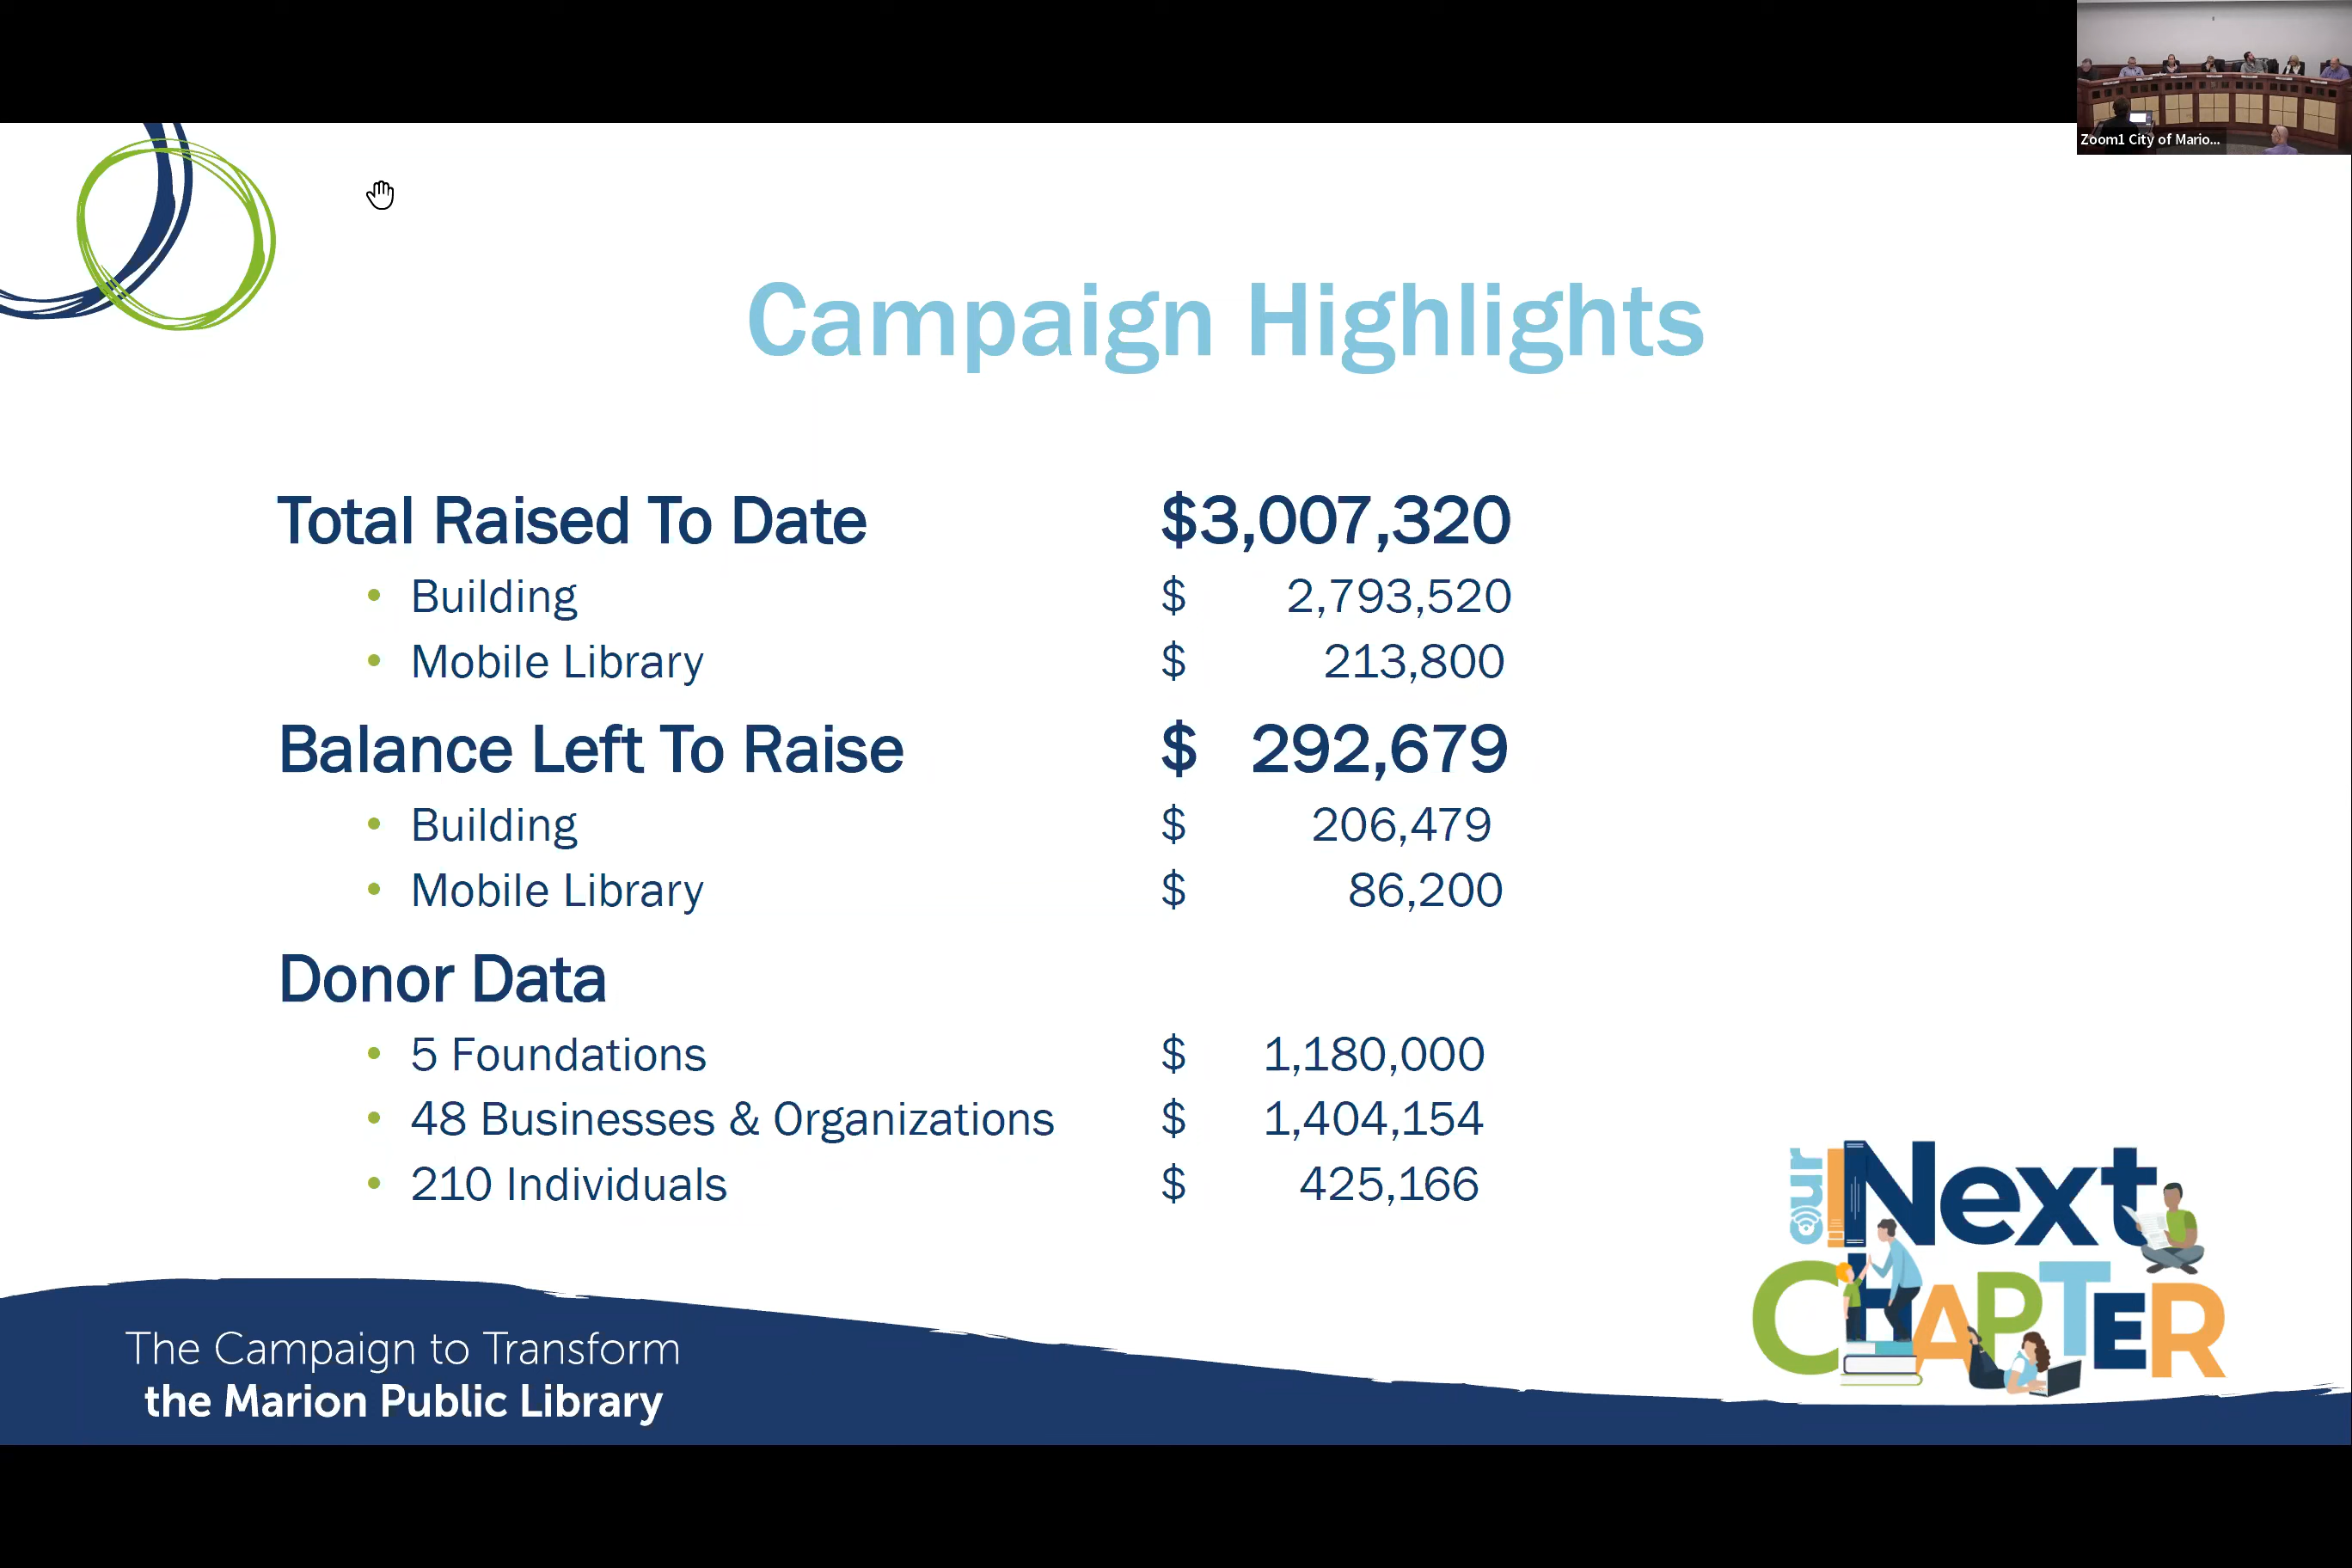 Zoom1 City of Mario...
Campaign Highlights
Total Raised To Date $3,007,320
• Building $ 2,793,520
• Mobile Library $ 213,800
Balance Left To Raise $ 292,679
• Building $ 206,479
• Mobile Library $ 86,200
Donor Data
• 5 Foundations $ 1,180,000
• 48 Businesses & Organizations $ 1,404,154
• 210 Individuals $ 425,166
our Next
CHAPTER
The Campaign to Transform
the Marion Public Library